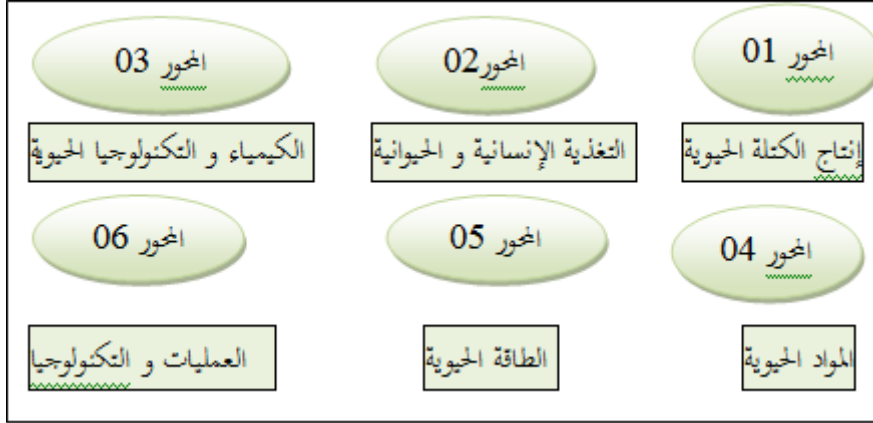 المحور 01
المحور02
المحور 03
إنتاج الكتلة الحيوية
التغذية الإنسانية و الحيوانية
الكيمياء و التكنولوجيا الحيوية
المحور 04
المحور 05
المحور 06
المواد الحيوية
الطاقة الحيوية
العمليات و التكنولوجيا